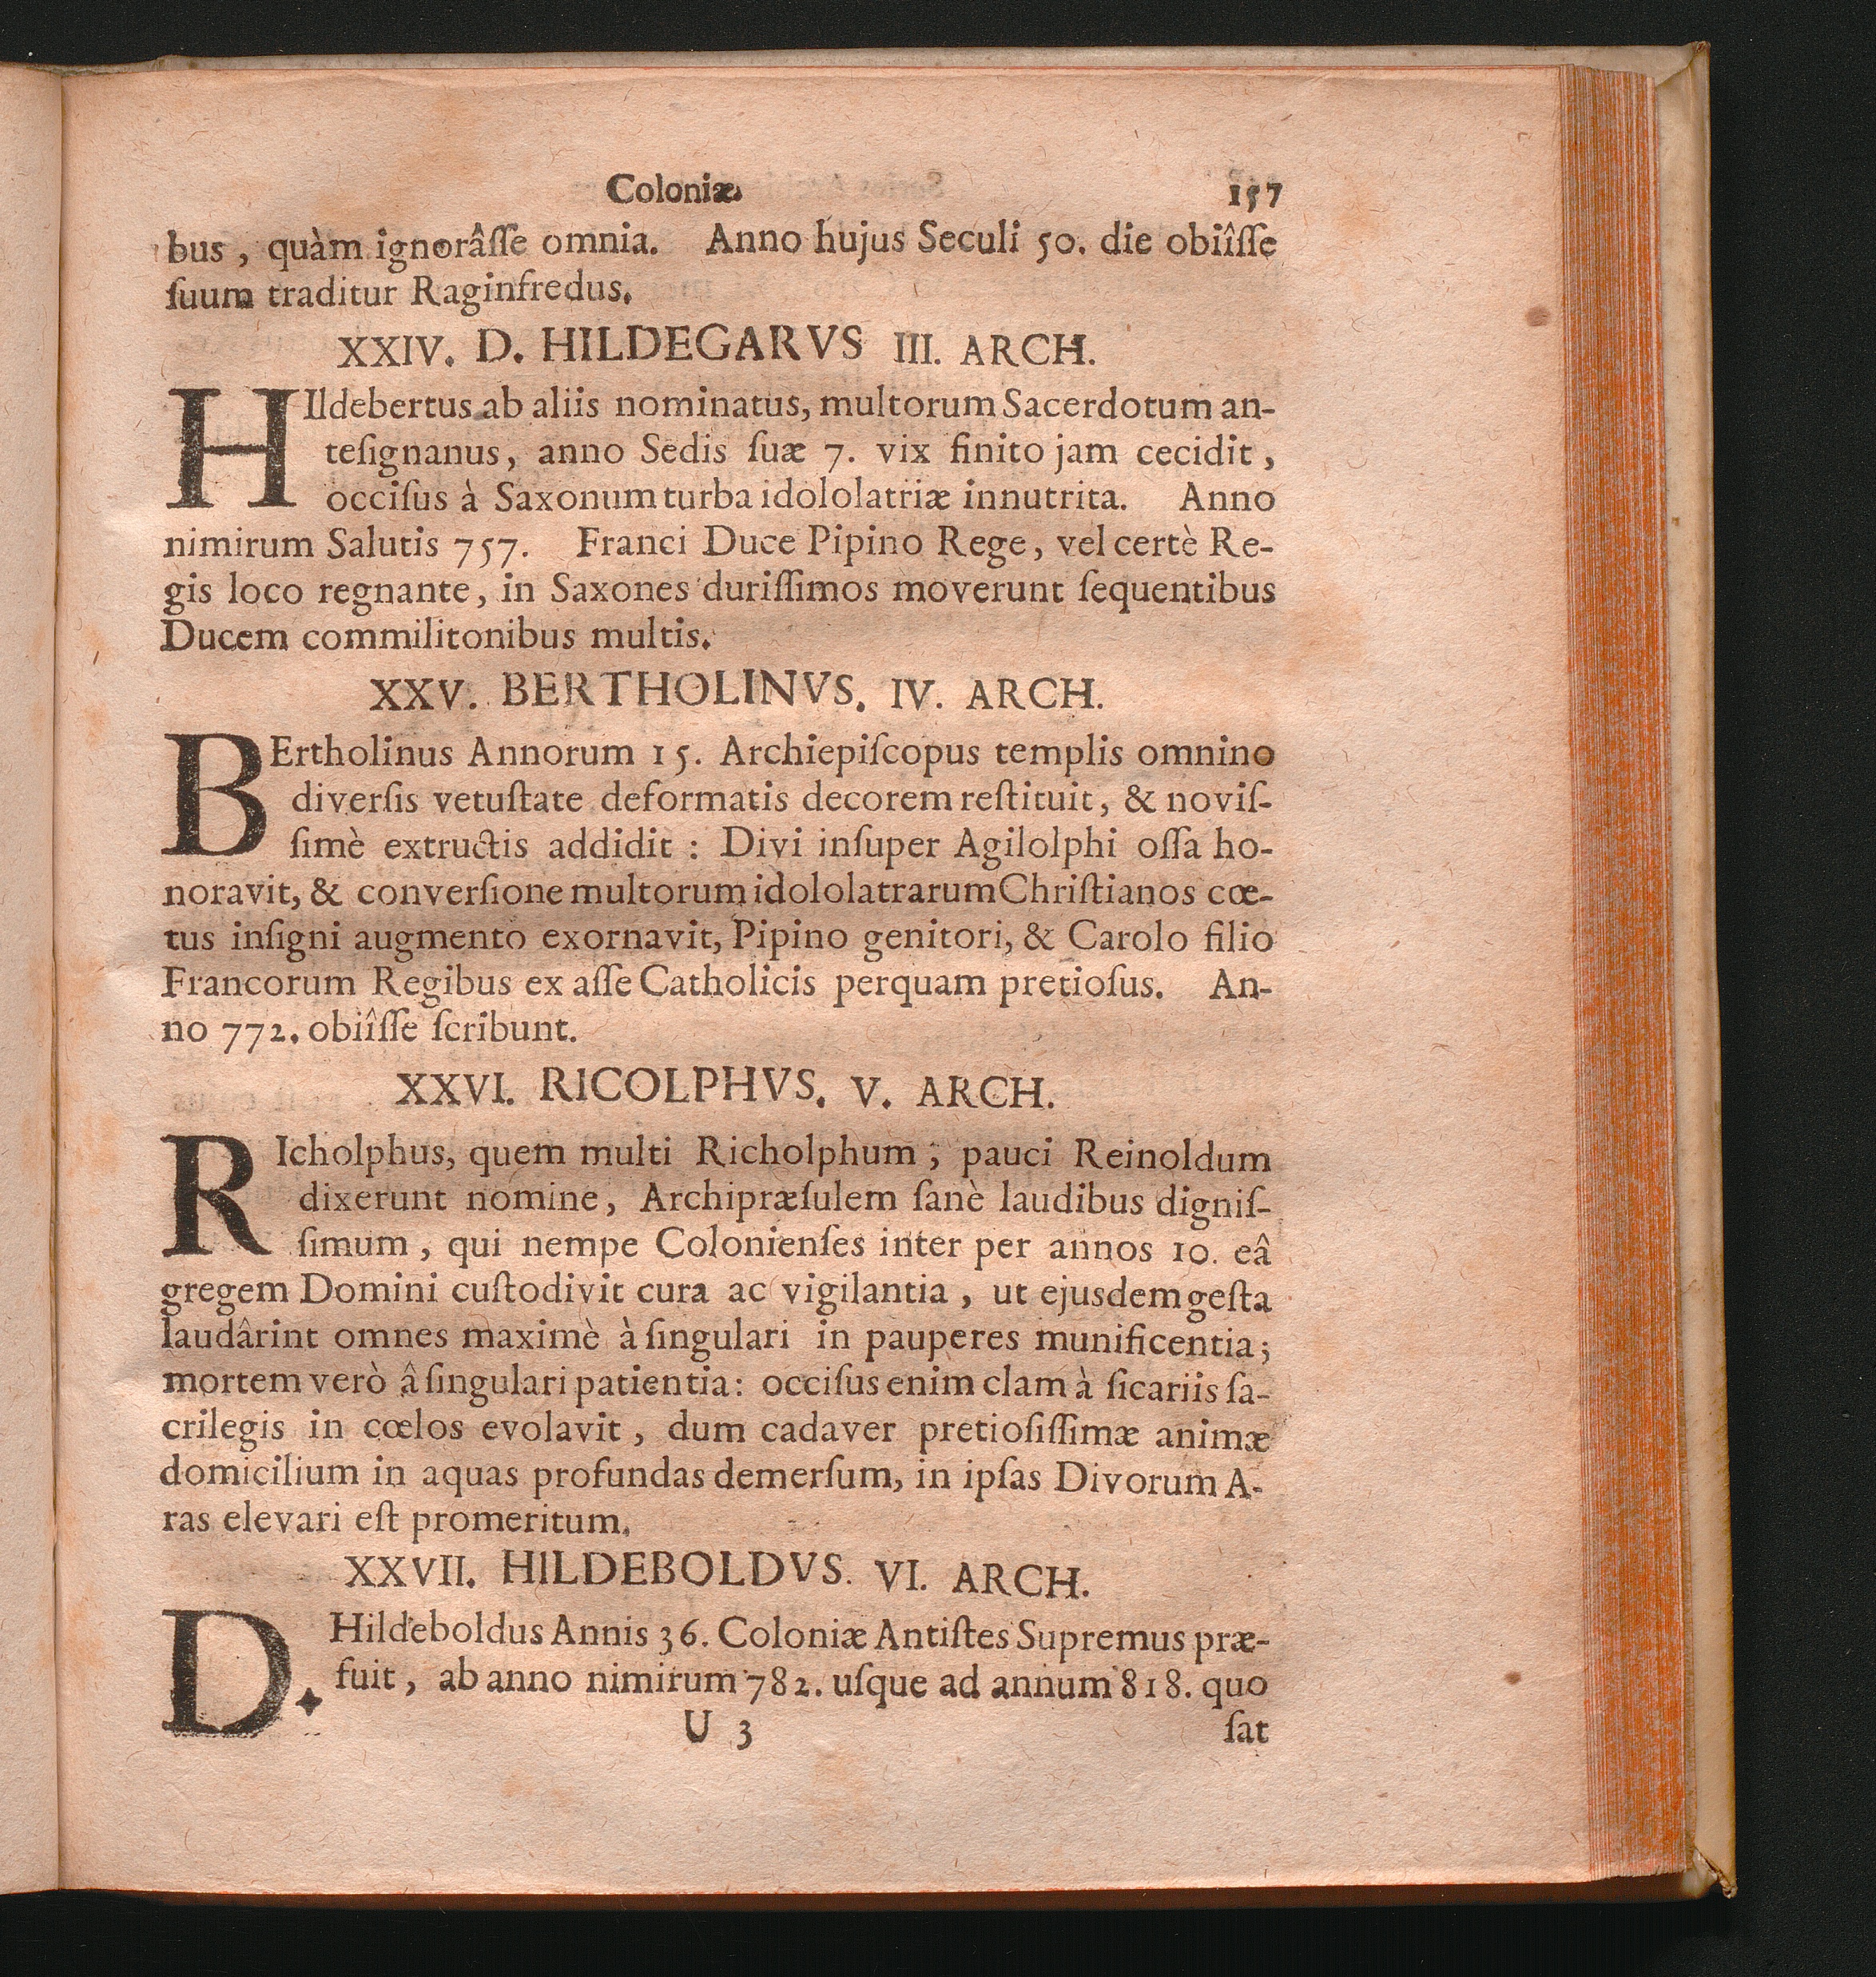 Coloniæ. 157
bus, quàm ignorâſſe omnia. Anno hujus Seculi 50. die obiîſſe
ſuum traditur Raginfredus.
XXIV. D. HILDEGARVS III. ARCH.
HIldebertus ab aliis nominatus, multorum Sacerdotum an-
teſignanus, anno Sedis ſuæ 7. vix finito jam cecidit,
occiſus à Saxonum turba idololatriæ innutrita. Anno
nimirum Salutis 757. Franci Duce Pipino Rege, vel certè Re-
gis loco regnante, in Saxones duriſſimos moverunt ſequentibus
Ducem commilitonibus multis.
XXV. BERTHOLINVS. IV. ARCH.
BErtholinus Annorum 15. Archiepiſcopus templis omnino
diverſis vetuſtate deformatis decorem reſtituit, & noviſ-
ſimè extructis addidit : Divi inſuper Agilolphi oſſa ho-
noravit, & converſione multorum idololatrarum Chriſtianos cœ-
tus inſigni augmento exornavit, Pipino genitori, & Carolo filio
Francorum Regibus ex aſſe Catholicis perquam pretioſus. An-
no 772. obiîſſe ſcribunt.
XXVI. RICOLPHVS. V. ARCH.
RIcholphus, quem multi Richolphum ; pauci Reinoldum
dixerunt nomine, Archipræſulem ſanè laudibus digniſ-
ſimum, qui nempe Colonienſes inter per annos 10. eâ
gregem Domini cuſtodivit cura ac vigilantia, ut ejusdem geſta
laudârint omnes maximè à ſingulari in pauperes munificentia;
mortem verò â ſingulari patientia: occiſus enim clam à ſicariis ſa-
crilegis in cœlos evolavit, dum cadaver pretioſiſſimæ animæ
domicilium in aquas profundas demerſum, in ipſas Divorum A-
ras elevari eſt promeritum.
XXVII. HILDEBOLDVS. VI. ARCH.
D. Hildeboldus Annis 36. Coloniæ Antiſtes Supremus præ-
fuit, ab anno nimirum 782. uſque ad annum 818. quo
U 3 ſat